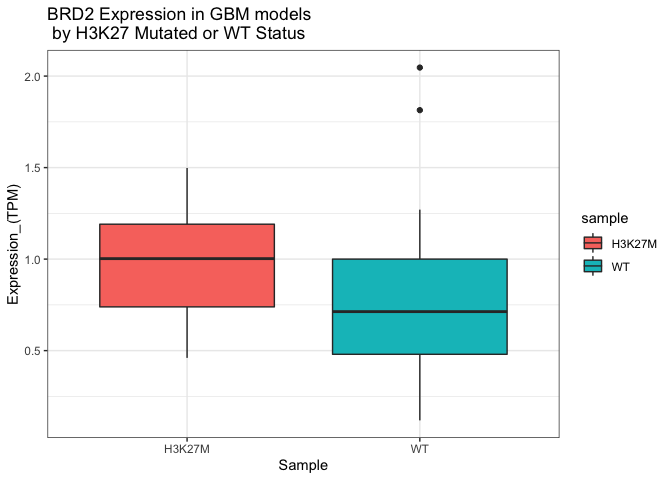 BRD2 Expression in GBM models
by H3K27 Mutated or WT Status
2.0
1.5
1.0
0.5
Expression_(TPM)
H3K27M
WT
Sample
sample
H3K27M
WT